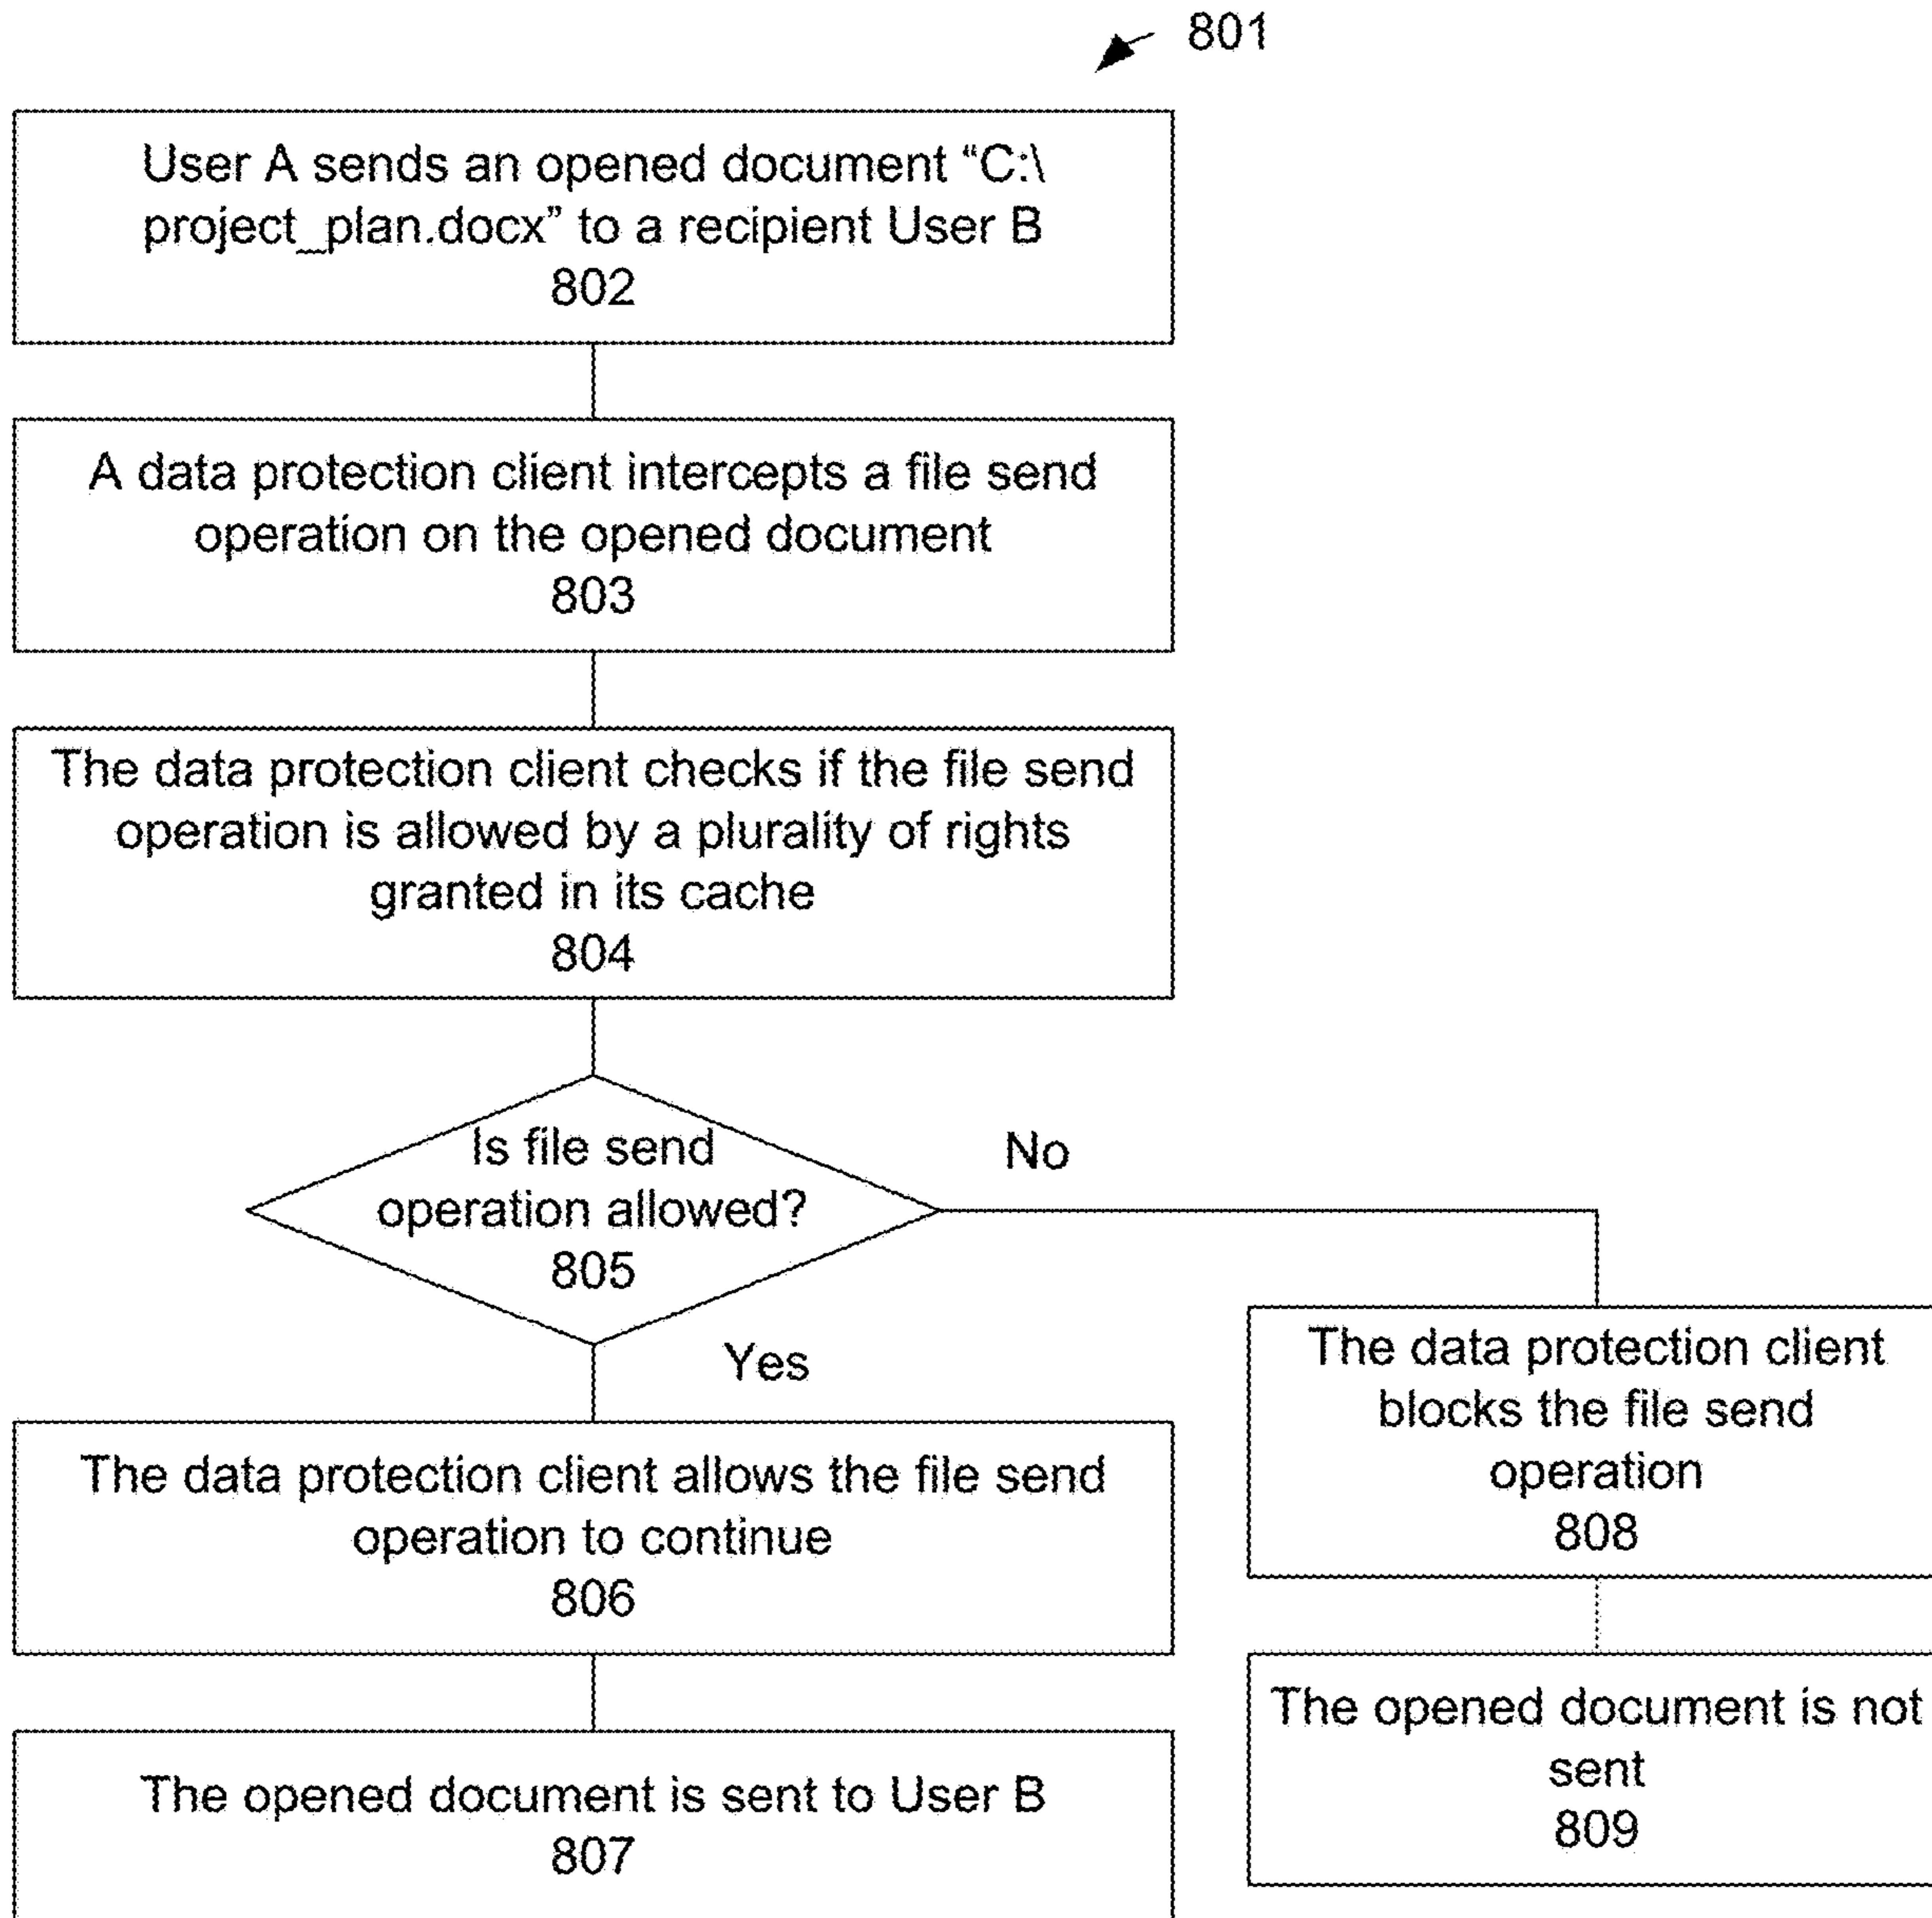 801
User A sends an opened document “C:\
project_plan.docx” to a recipient User B
802
A data protection client intercepts a file send
operation on the opened document
803
The data protection client checks if the file send
operation is allowed by a plurality of rights
granted in its cache
804
Is file send
operation allowed?
805
No
Yes
The data protection client allows the file send
operation to continue
806
The opened document is sent to User B
807
The data protection client
blocks the file send
operation
808
The opened document is not
sent
809